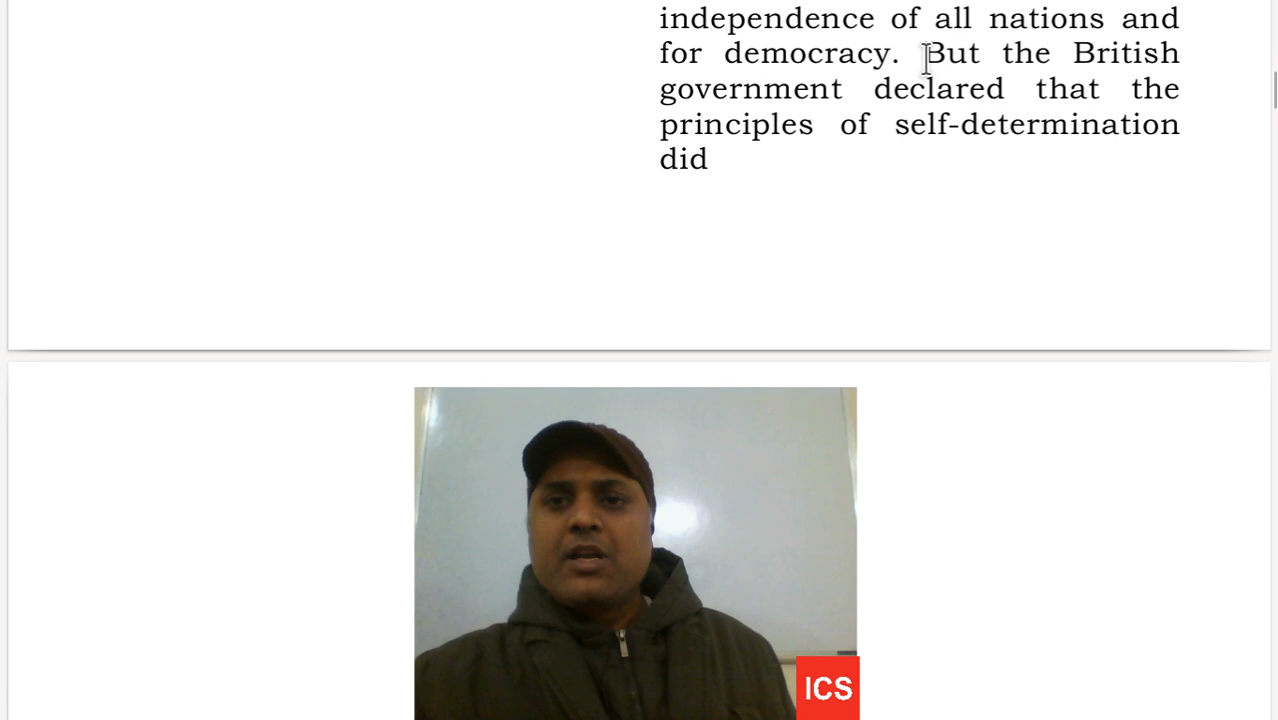 independence of all nations and
for democracy. But the British
government declared that the
principles of self-determination
did
ICS